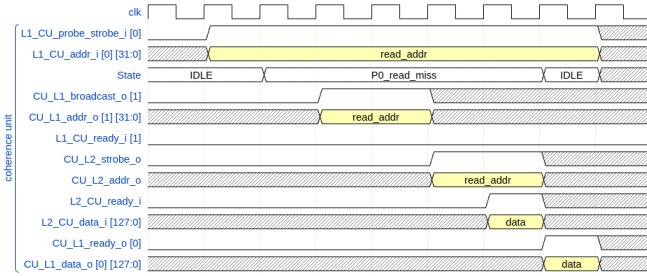 clk
L1_CU_probe_strobe_i [0]
L1_CU_addr_i [0] [31:0] read_addr
State IDLE P0_read_miss IDLE
CU_L1_broadcast_o [1]
CU_L1_addr_o [1] [31:0] read_addr
L1_CU_ready_i [1]
CU_L2_strobe_o
CU_L2_addr_o read_addr
L2_CU_ready_i
L2_CU_data_i [127:0] data
CU_L1_ready_o [0]
CU_L1_data_o [0] [127:0] data
coherence unit